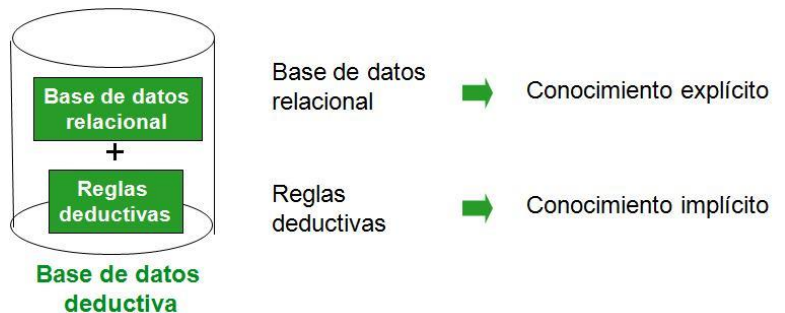 Base de datos
relacional
+
Reglas
deductivas
Base de datos
deductiva
Base de datos
relacional
Conocimiento explícito
Reglas
deductivas
Conocimiento implícito